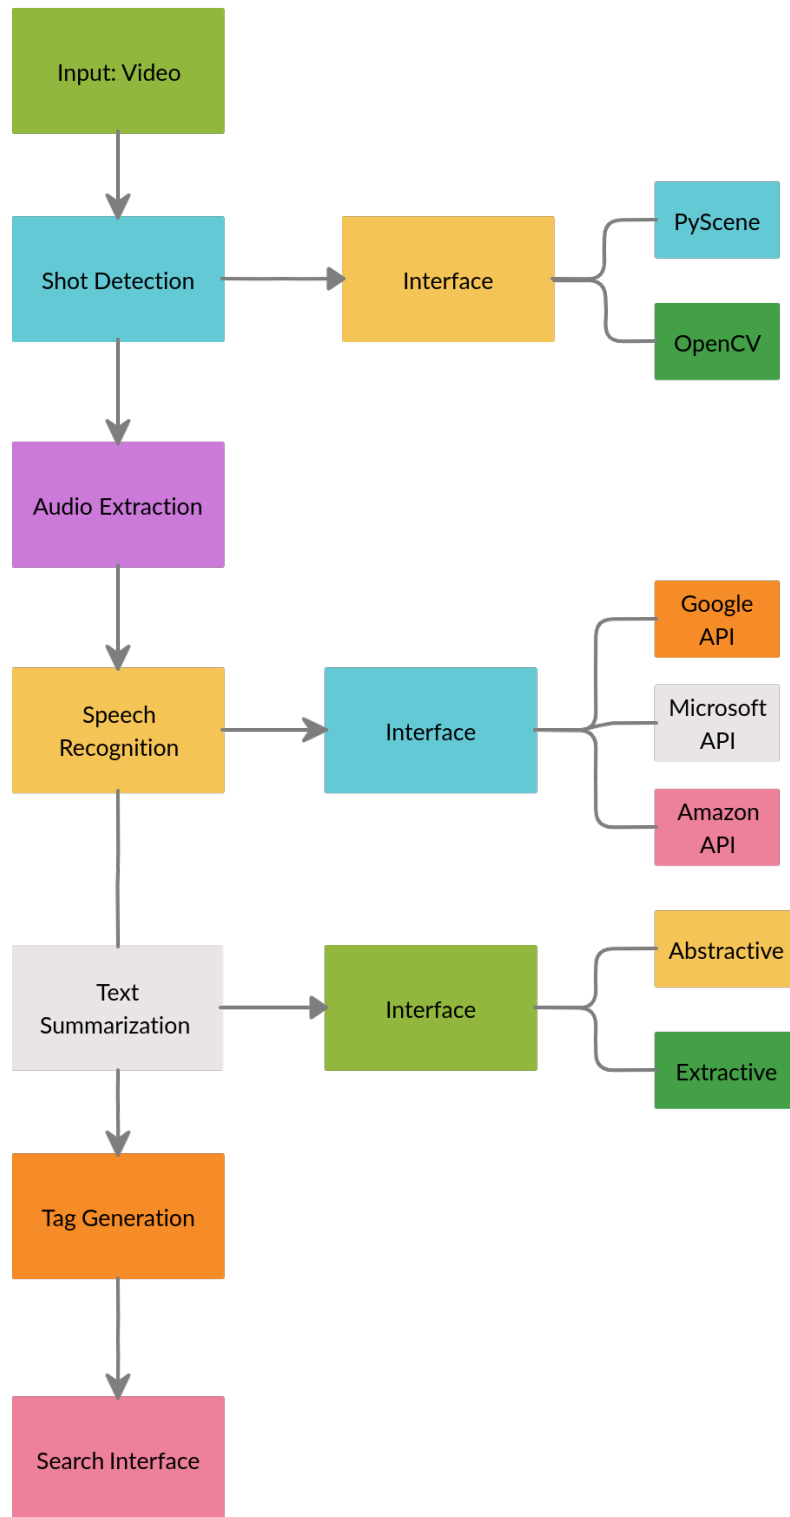 Input: Video
Shot Detection
Interface
PyScene
OpenCV
Audio Extraction
Speech
Recognition
Interface
Google
API
Microsoft
API
Amazon
API
Text
Summarization
Interface
Abstractive
Extractive
Tag Generation
Search Interface